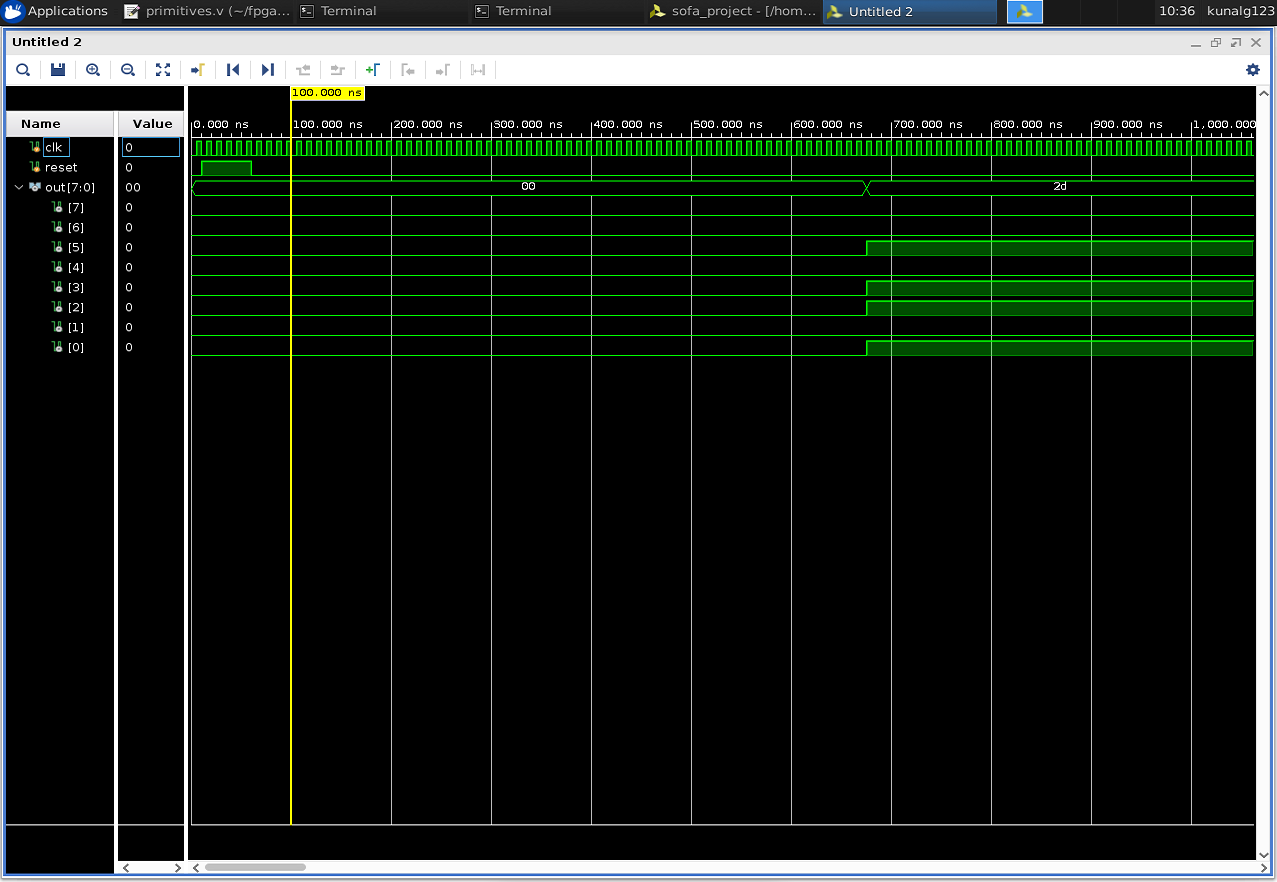 Applications primitives.v (~/fpga... Terminal Terminal sofa_project - [/hom... Untitled 2 10:36 kunalg123
Untitled 2
100.000 ns
Name Value 0.000 ns 100.000 ns 200.000 ns 300.000 ns 400.000 ns 500.000 ns 600.000 ns 700.000 ns 800.000 ns 900.000 ns 1,000.000
clk 0
reset 0
out[7:0] 00 00 2d
[7] 0
[6] 0
[5] 0
[4] 0
[3] 0
[2] 0
[1] 0
[0] 0